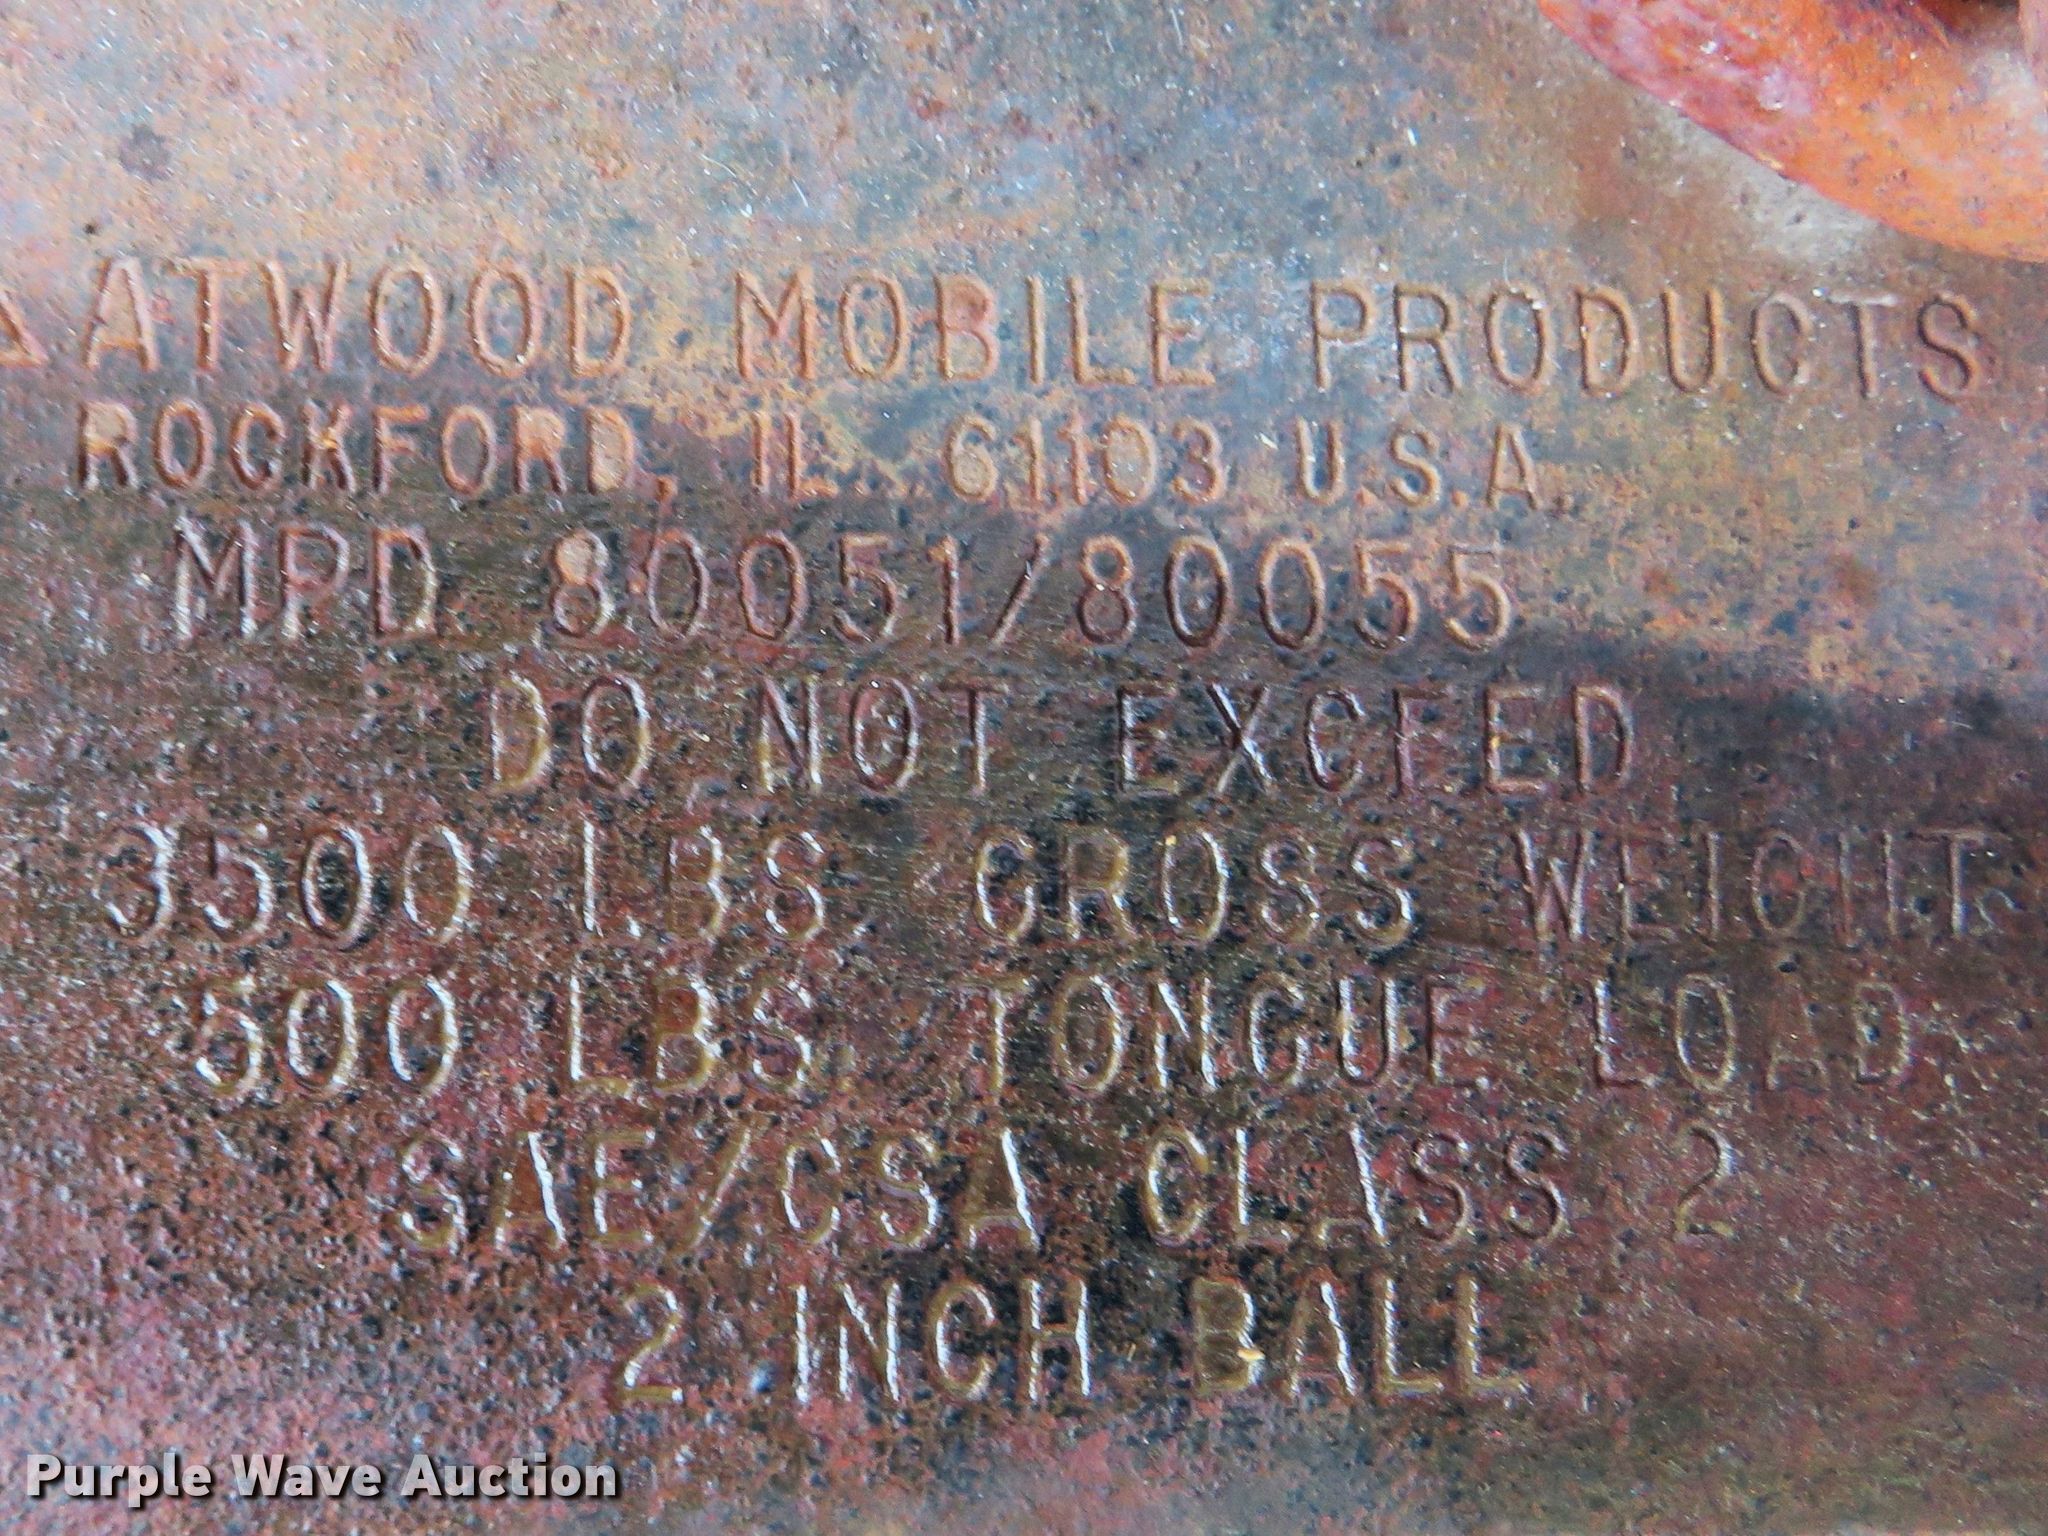 ATWOOD MOBILE PRODUCTS
ROCKFORD, IL. 61103 U.S.A.
MPD 80051/80055
DO NOT EXCEED
3500 LBS. GROSS WEIGHT
500 LBS. TONGUE LOAD
SAE/CSA CLASS 2
2 INCH BALL
Purple Wave Auction